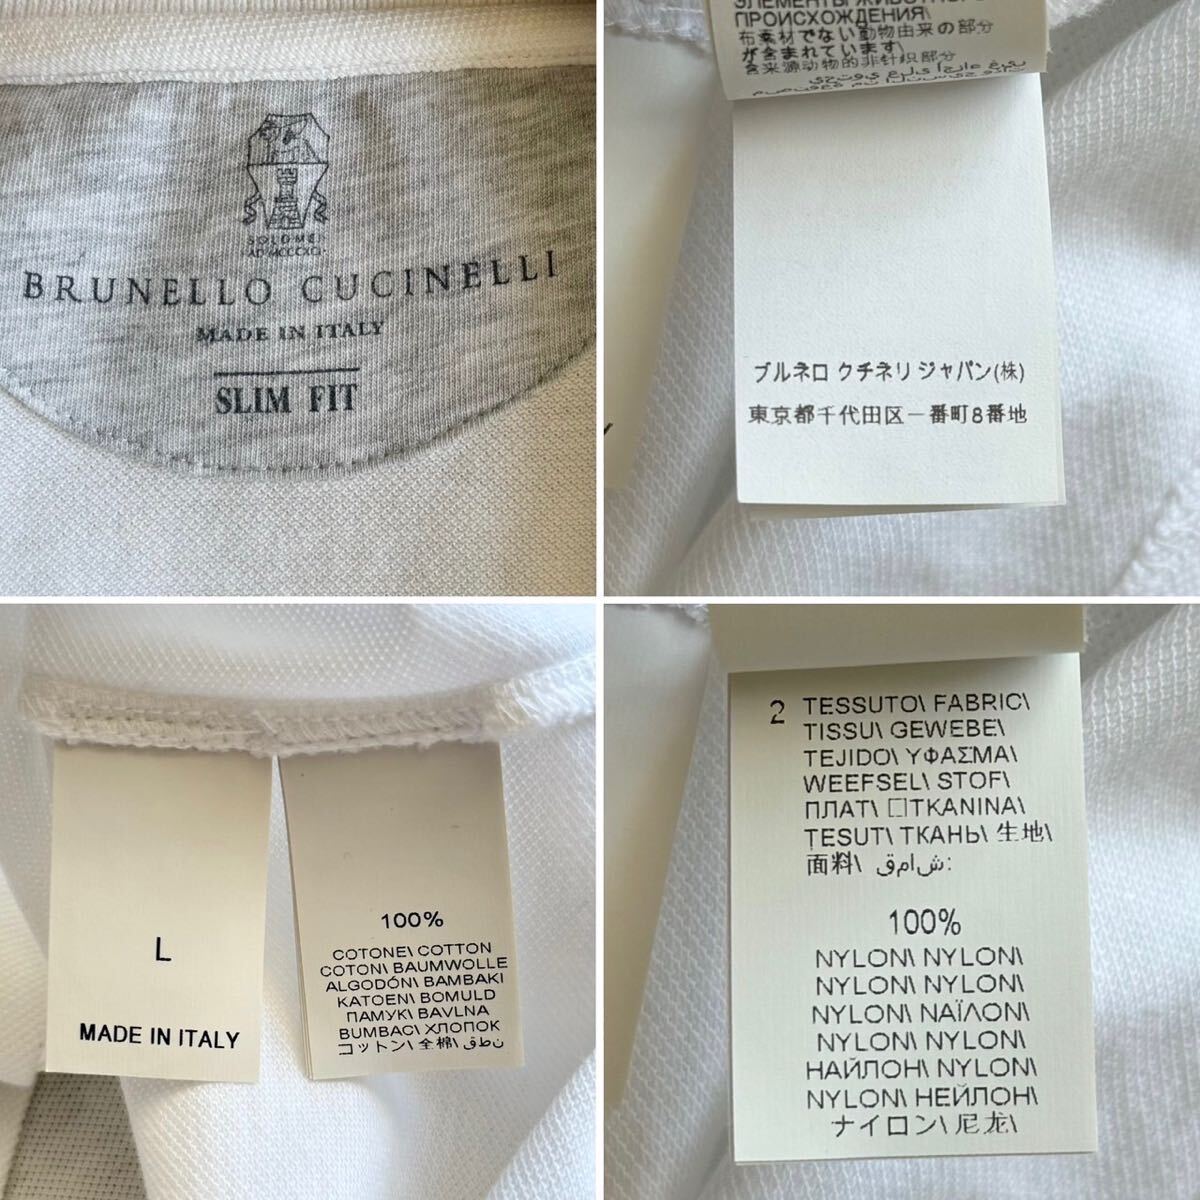 SOLOMEI
AD MCCCXCI
BRUNELLO CUCINELLI
MADE IN ITALY
SLIM FIT
ПРОИСХОЖДЕНИЯ\
布素材でない動物由来の部分
が含まれています\
含来源动物的非针织部分
ブルネロ クチネリ ジャパン(株)
東京都千代田区一番町8番地
L
MADE IN ITALY
100%
COTONE\ COTTON
COTON\ BAUMWOLLE
ALGODÓN\ BAMBAKI
KATOEN\ BOMULD
ПАМУК\ BAVLNA
BUMBAC\ ХЛОПОК
コットン\ 全棉\ قطن
2 TESSUTO\ FABRIC\
TISSU\ GEWEBE\
TEJIDO\ ΥΦΑΣΜΑ\
WEEFSEL\ STOF\
ПЛАТ\ □TKANINA\
ŢESUT\ ТКАНЬ\ 生地\
面料\ ش\م\ق:
100%
NYLON\ NYLON\
NYLON\ NYLON\
NYLON\ ΝΑΪΛΟΝ\
NYLON\ NYLON\
НАЙЛОН\ NYLON\
NYLON\ НЕЙЛОН\
ナイロン\ 尼龙\